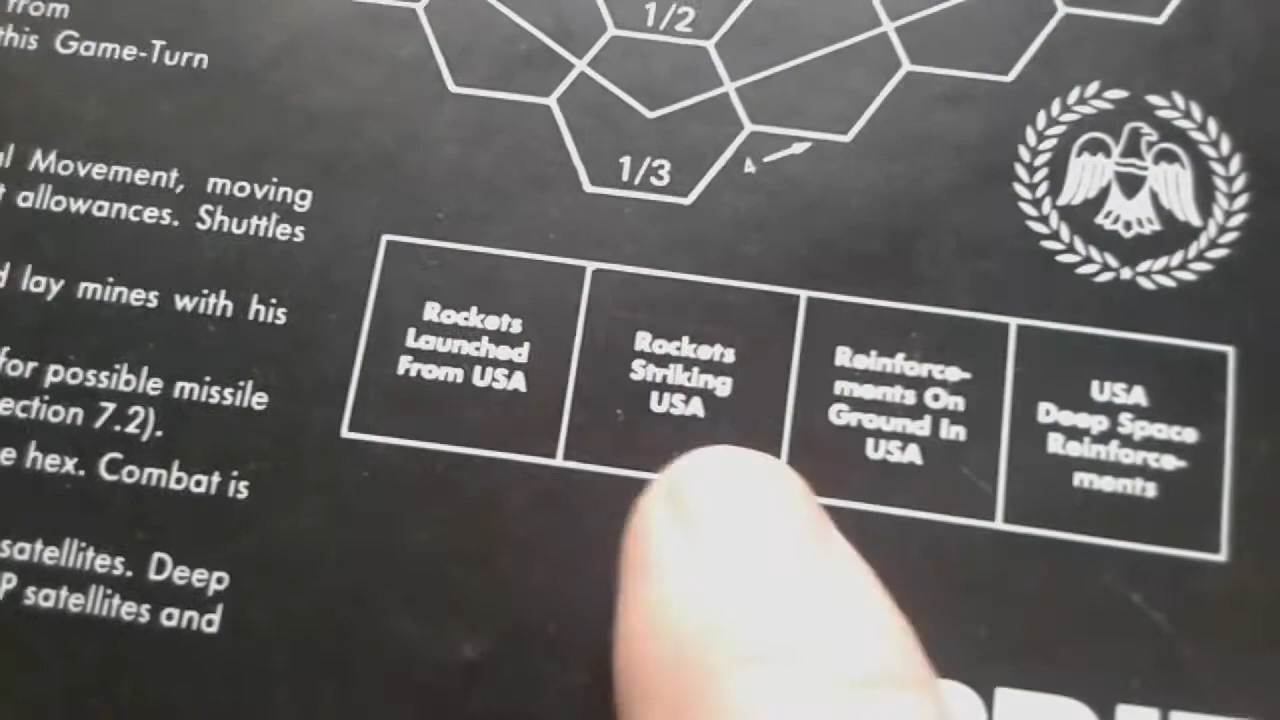 from
this Game-Turn
1/2
1/3
4
Movement, moving
allowances. Shuttles
lay mines with his
for possible missile
ection 7.2).
e hex. Combat is
satellites. Deep
P satellites and
Rockets
Launched
From USA
Rockets
Striking
USA
Reinforce-
ments On
Ground In
USA
USA
Deep Space
Reinforce-
ments